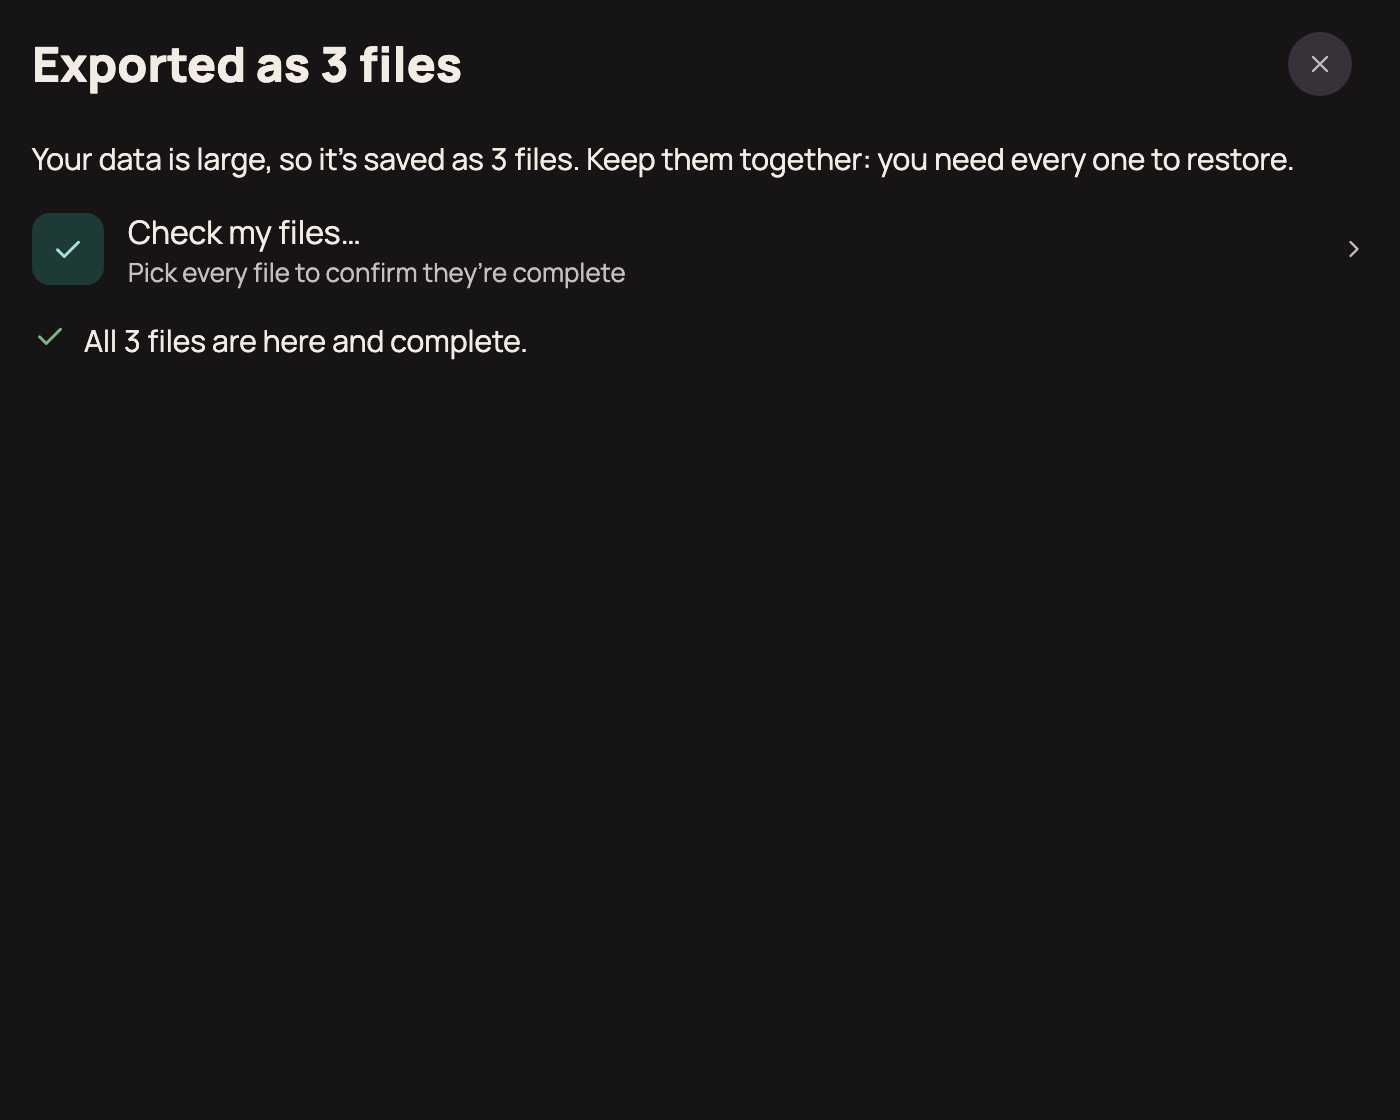 Exported as 3 files
Your data is large, so it’s saved as 3 files. Keep them together: you need every one to restore.
Check my files…
Pick every file to confirm they’re complete
All 3 files are here and complete.